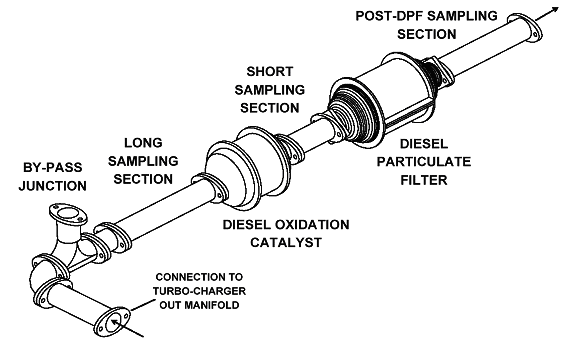 POST-DPF SAMPLING
SECTION
SHORT
SAMPLING
SECTION
LONG
SAMPLING
SECTION
BY-PASS
JUNCTION
DIESEL
PARTICULATE
FILTER
DIESEL OXIDATION
CATALYST
CONNECTION TO
TURBO-CHARGER
OUT MANIFOLD